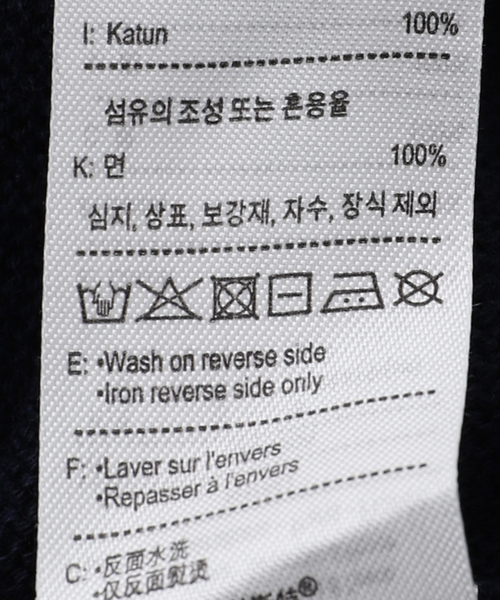 I: Katun 100%
섬유의 조성 또는 혼용율
K: 면 100%
심지, 상표, 보강재, 자수, 장식 제외
E: •Wash on reverse side
•Iron reverse side only
F: •Laver sur l'envers
•Repasser à l'envers
C: •反面水洗
•仅反面熨烫